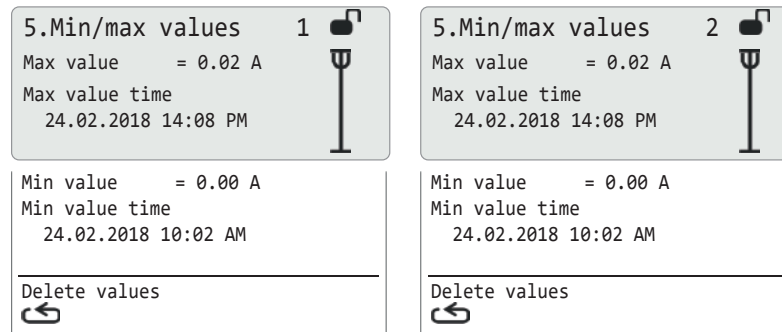 5.Min/max values 1
Max value = 0.02 A
Max value time
24.02.2018 14:08 PM
Min value = 0.00 A
Min value time
24.02.2018 10:02 AM
Delete values
5.Min/max values 2
Max value = 0.02 A
Max value time
24.02.2018 14:08 PM
Min value = 0.00 A
Min value time
24.02.2018 10:02 AM
Delete values